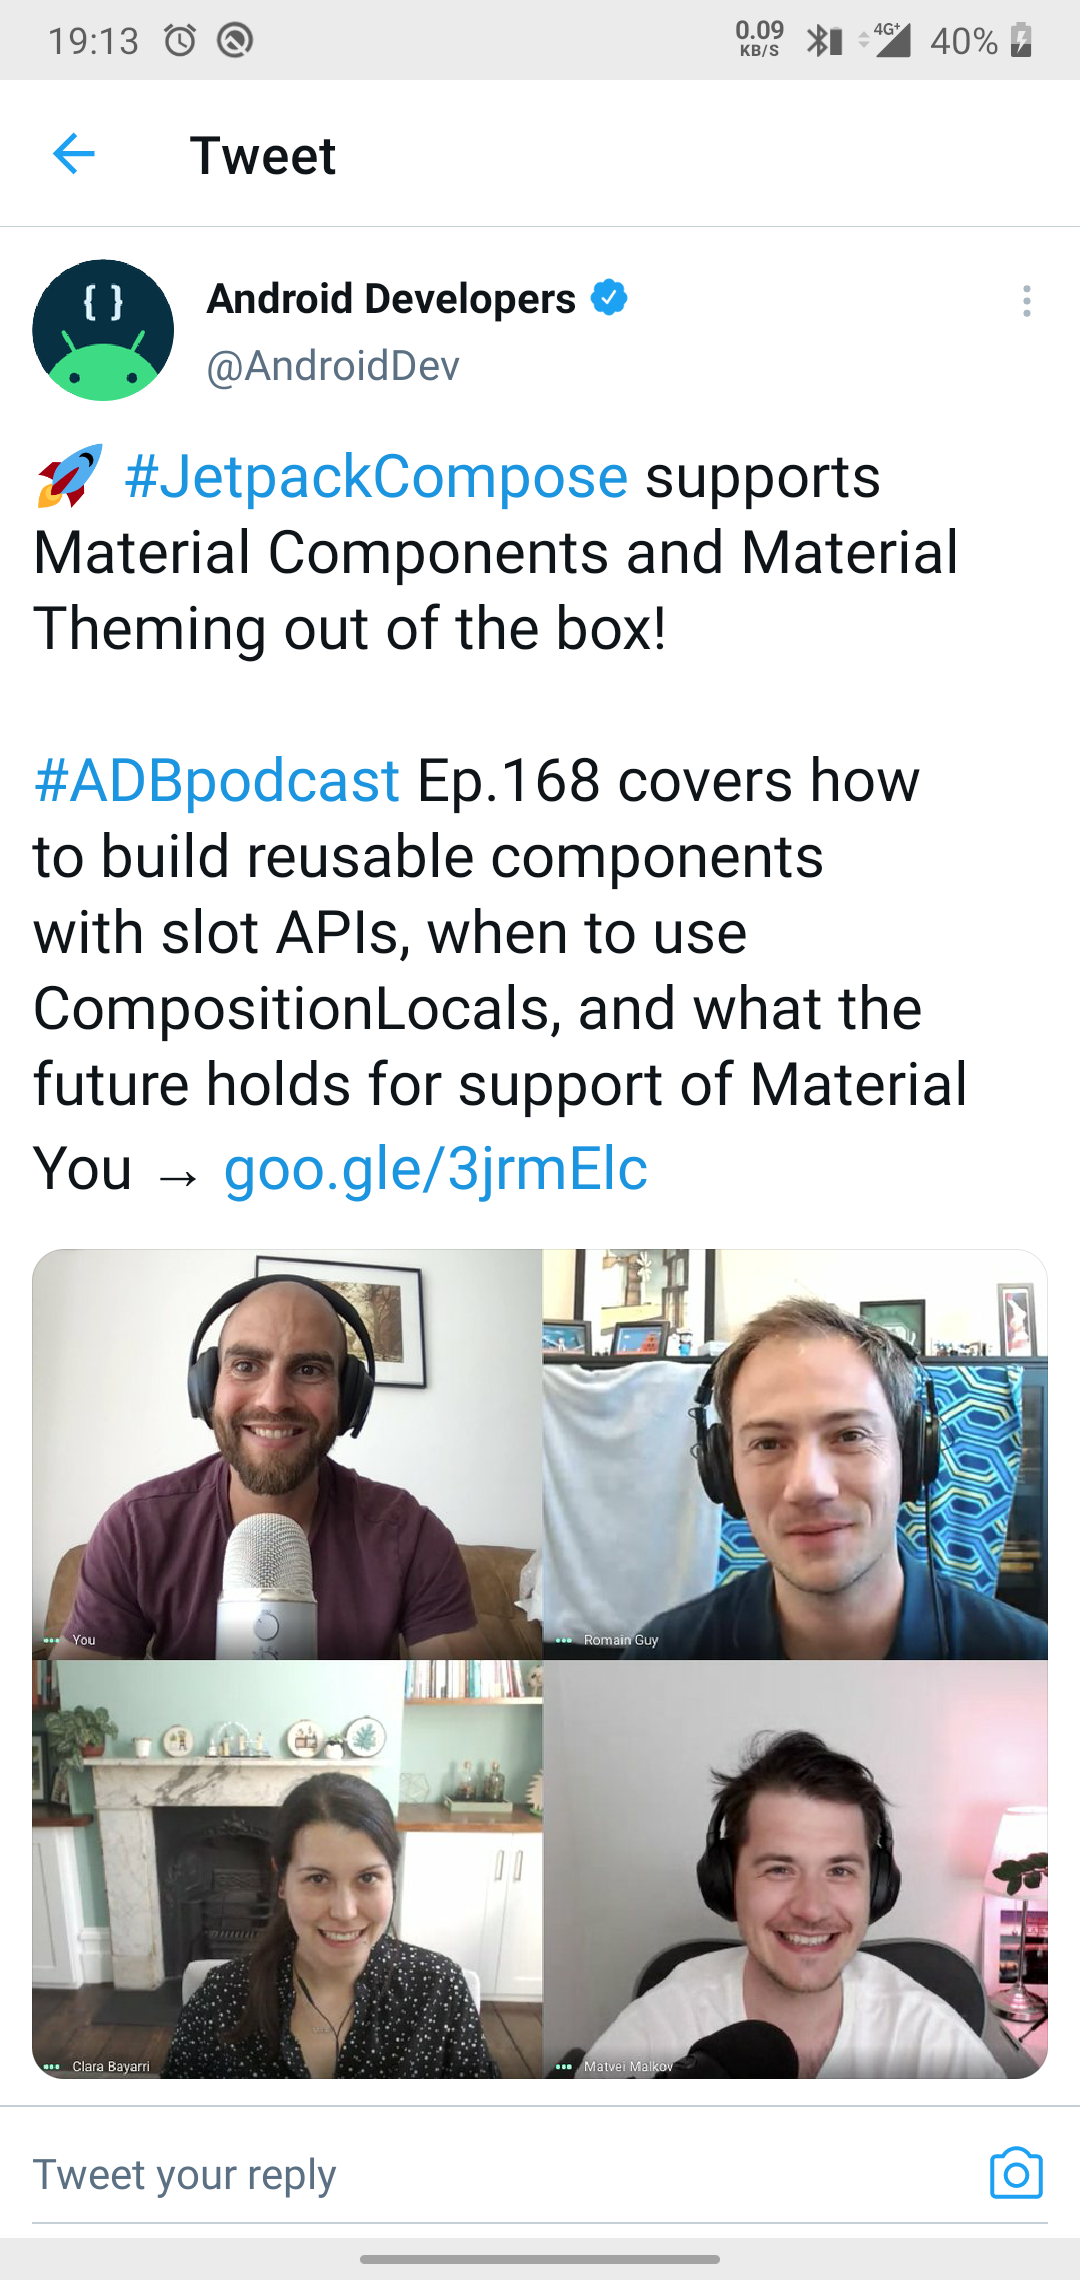 19:13
0.09
KB/S
4G+
40%
Tweet
{ }
Android Developers
@AndroidDev
🚀 #JetpackCompose supports
Material Components and Material
Theming out of the box!
#ADBpodcast Ep.168 covers how
to build reusable components
with slot APIs, when to use
CompositionLocals, and what the
future holds for support of Material
You → goo.gle/3jrmElc
You
Romain Guy
Clara Bayarri
Matvei Malkov
Tweet your reply